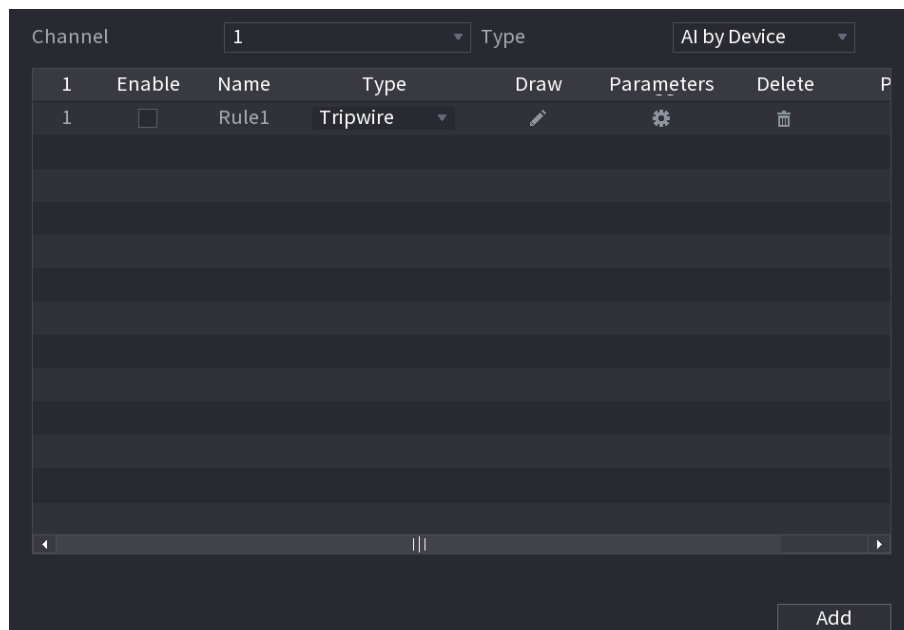 Channel 1 Type AI by Device
1 Enable Name Type Draw Parameters Delete P
1 Rule1 Tripwire
Add